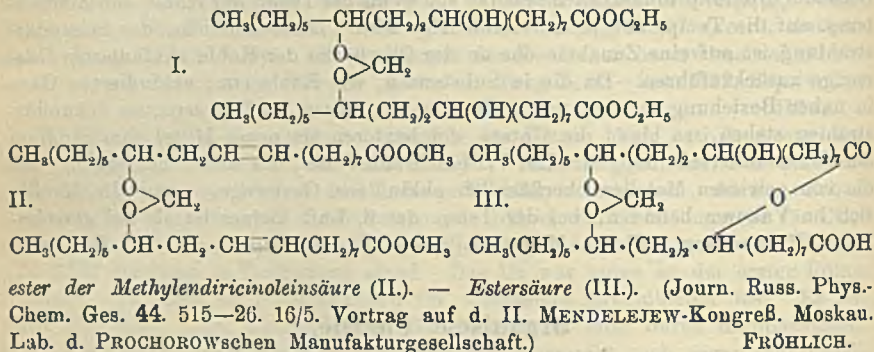 CH₃(CH₂)₅—CH(CH₂)₂CH(OH)(CH₂)₇COOC₂H₅
I. O O >CH₂
CH₃(CH₂)₅—CH(CH₂)₂CH(OH)(CH₂)₇COOC₂H₅
CH₃(CH₂)₅·CH·CH₂CH═CH·(CH₂)₇COOCH₃ CH₃(CH₂)₅·CH·(CH₂)₂·CH(OH)(CH₂)₇CO
II. O O >CH₂ III. O O >CH₂ O
CH₃(CH₂)₅·CH·CH₂·CH═CH(CH₂)₇COOCH₃ CH₃(CH₂)₅·CH·(CH₂)₂·CH·(CH₂)₇COOH
ester der Methylendiricinoleinsäure (II.). — Estersäure (III.). (Journ. Russ. Phys.-
Chem. Ges. 44. 515—26. 16/5. Vortrag auf d. II. MENDELEJEW-Kongreß. Moskau.
Lab. d. PROCHOROWschen Manufakturgesellschaft.) FRÖHLICH.